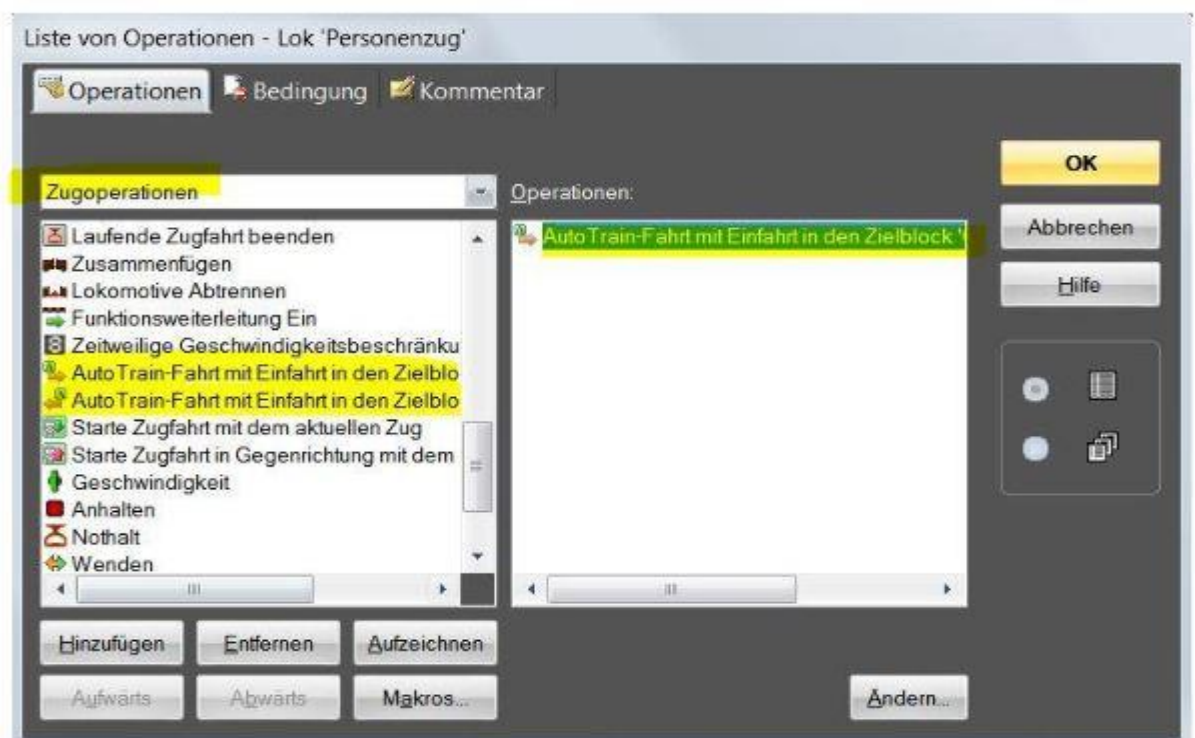 Liste von Operationen - Lok 'Personenzug'
Operationen Bedingung Kommentar
Zugoperationen
Operationen:
Laufende Zugfahrt beenden
Zusammenfügen
Lokomotive Abtrennen
Funktionsweiterleitung Ein
Zeitweilige Geschwindigkeitsbeschränku
AutoTrain-Fahrt mit Einfahrt in den Zielblo
AutoTrain-Fahrt mit Einfahrt in den Zielblo
Starte Zugfahrt mit dem aktuellen Zug
Starte Zugfahrt in Gegenrichtung mit dem
Geschwindigkeit
Anhalten
Nothalt
Wenden
AutoTrain-Fahrt mit Einfahrt in den Zielblock '
OK
Abbrechen
Hilfe
Hinzufügen Entfernen Aufzeichnen
Aufwärts Abwärts Makros... Ändern...